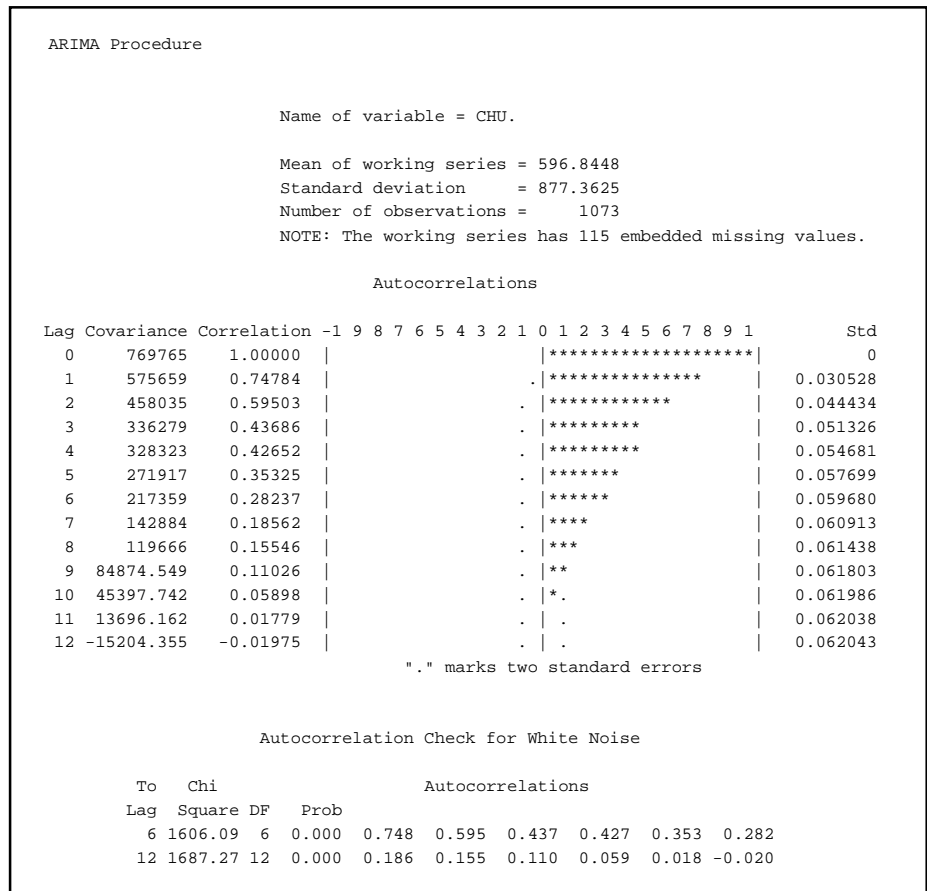 ARIMA Procedure
Name of variable = CHU.
Mean of working series = 596.8448
Standard deviation     = 877.3625
Number of observations =     1073
NOTE: The working series has 115 embedded missing values.
Autocorrelations
Lag Covariance Correlation -1 9 8 7 6 5 4 3 2 1 0 1 2 3 4 5 6 7 8 9 1         Std
0     769765    1.00000  |                    |********************|           0
1     575659    0.74784  |                   .|***************     |    0.030528
2     458035    0.59503  |                  . |************        |    0.044434
3     336279    0.43686  |                  . |*********           |    0.051326
4     328323    0.42652  |                  . |*********           |    0.054681
5     271917    0.35325  |                  . |*******             |    0.057699
6     217359    0.28237  |                  . |******              |    0.059680
7     142884    0.18562  |                  . |****                |    0.060913
8     119666    0.15546  |                  . |***                 |    0.061438
9  84874.549    0.11026  |                  . |**                  |    0.061803
10  45397.742    0.05898  |                  . |*.                  |    0.061986
11  13696.162    0.01779  |                  . | .                  |    0.062038
12 -15204.355   -0.01975  |                  . | .                  |    0.062043
"." marks two standard errors
Autocorrelation Check for White Noise
To   Chi                    Autocorrelations
Lag  Square DF   Prob
6 1606.09  6  0.000  0.748  0.595  0.437  0.427  0.353  0.282
12 1687.27 12  0.000  0.186  0.155  0.110  0.059  0.018 -0.020